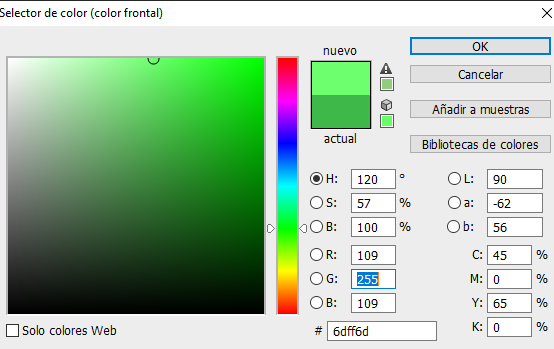 Selector de color (color frontal)
nuevo
actual
OK
Cancelar
Añadir a muestras
Bibliotecas de colores
H: 120 °
S: 57 %
B: 100 %
R: 109
G: 255
B: 109
# 6dff6d
L: 90
a: -62
b: 56
C: 45 %
M: 0 %
Y: 65 %
K: 0 %
Solo colores Web